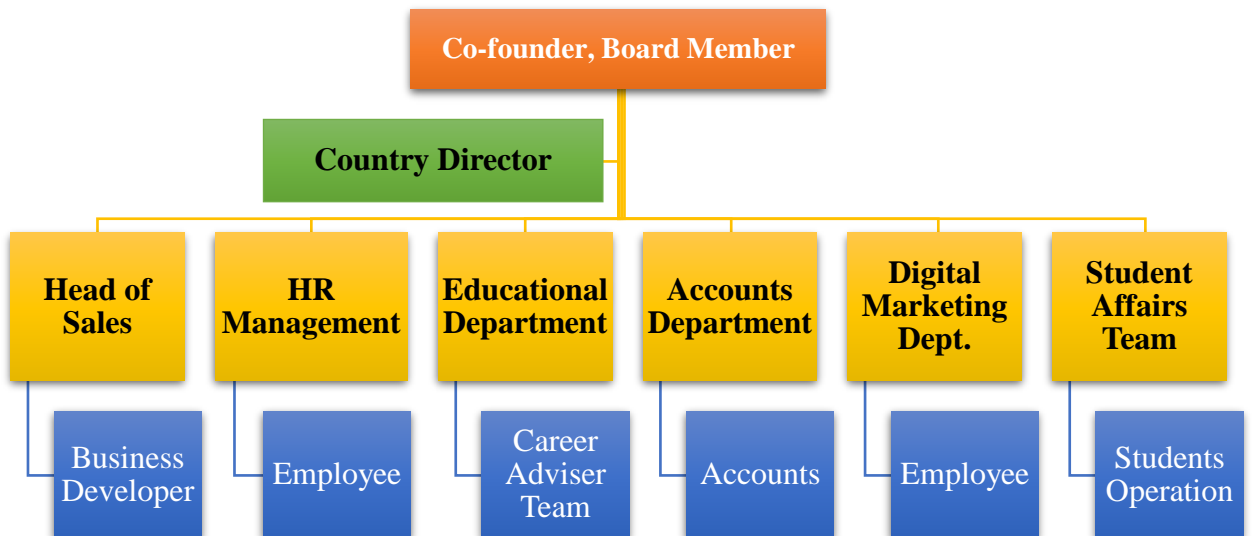 Co-founder, Board Member
Country Director
Head of
Sales
HR
Management
Educational
Department
Accounts
Department
Digital
Marketing
Dept.
Student
Affairs
Team
Business
Developer
Employee
Career
Adviser
Team
Accounts
Employee
Students
Operation